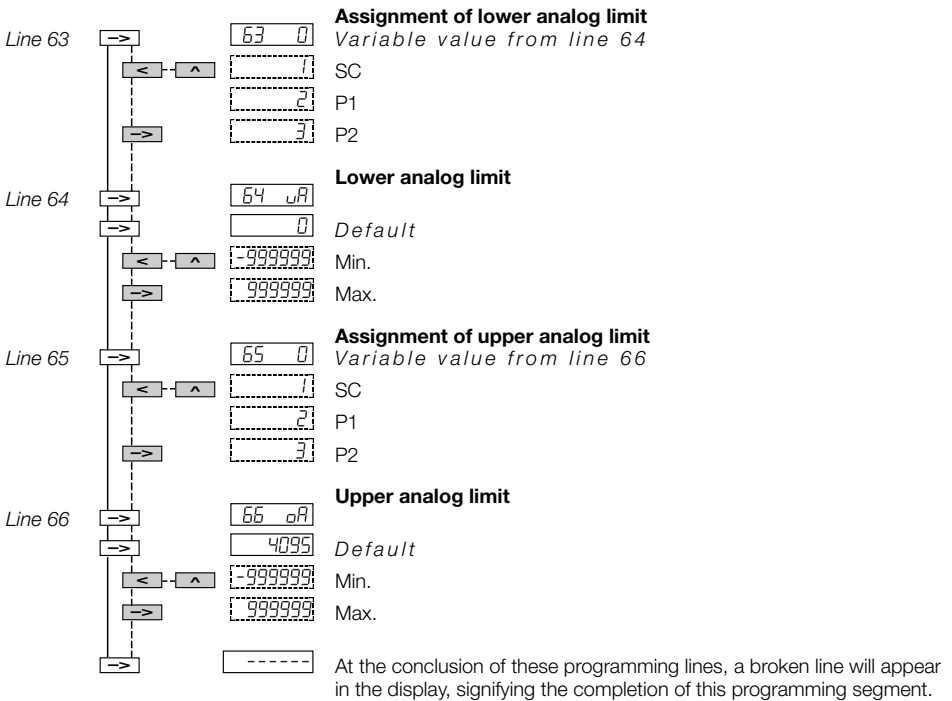 Assignment of lower analog limit
Line 63 –> 63 0 Variable value from line 64
< ^ 1 SC
2 P1
–> 3 P2
Lower analog limit
Line 64 –> 64 uA
–> 0 Default
< ^ -999999 Min.
–> 999999 Max.
Assignment of upper analog limit
Line 65 –> 65 0 Variable value from line 66
< ^ 1 SC
2 P1
–> 3 P2
Upper analog limit
Line 66 –> 66 oA
–> 4095 Default
< ^ -999999 Min.
–> 999999 Max.
–> ------ At the conclusion of these programming lines, a broken line will appear
in the display, signifying the completion of this programming segment.